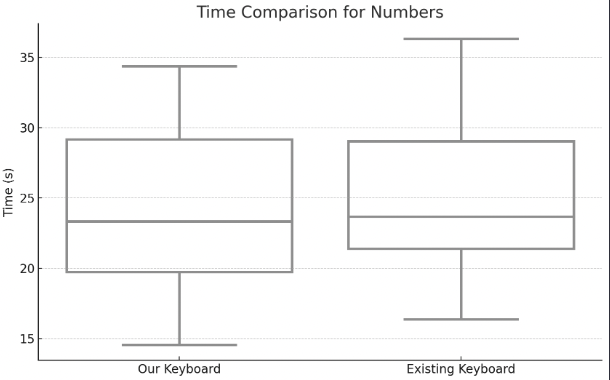 Time Comparison for Numbers
Time (s)
35
30
25
20
15
Our Keyboard
Existing Keyboard